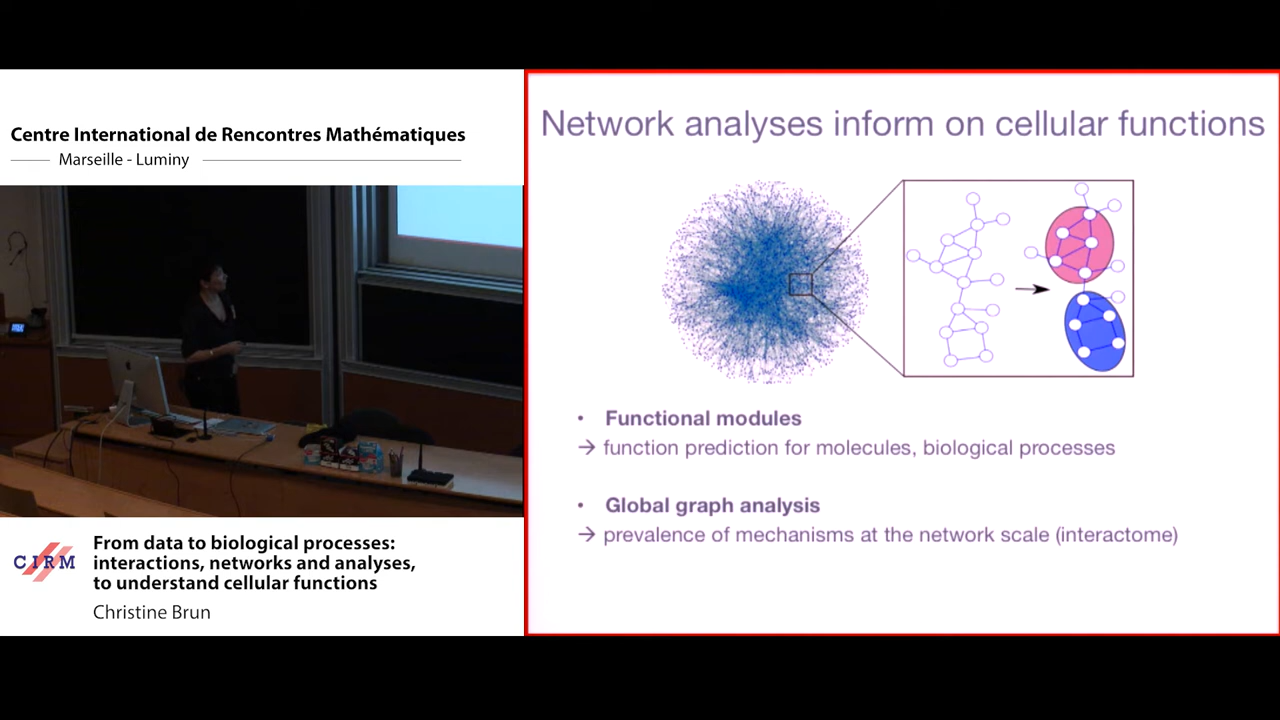 Centre International de Rencontres Mathématiques
Marseille - Luminy
CIRM
From data to biological processes:
interactions, networks and analyses,
to understand cellular functions
Christine Brun
Network analyses inform on cellular functions
• Functional modules
→ function prediction for molecules, biological processes
• Global graph analysis
→ prevalence of mechanisms at the network scale (interactome)